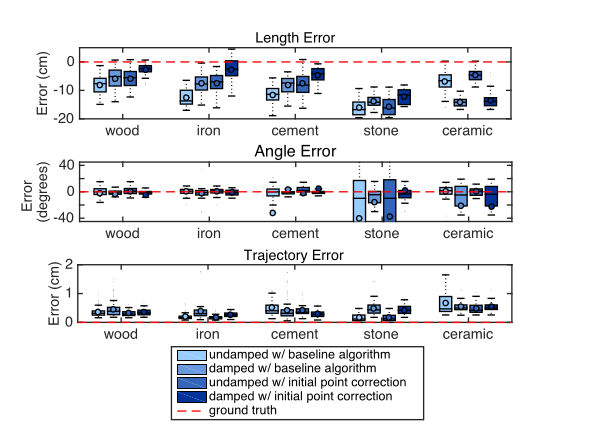 Length Error
Error (cm)
0
-10
-20
wood iron cement stone ceramic
Angle Error
Error
(degrees)
40
0
-40
wood iron cement stone ceramic
Trajectory Error
Error (cm)
2
1
0
wood iron cement stone ceramic
undamped w/ baseline algorithm
damped w/ baseline algorithm
undamped w/ initial point correction
damped w/ initial point correction
ground truth